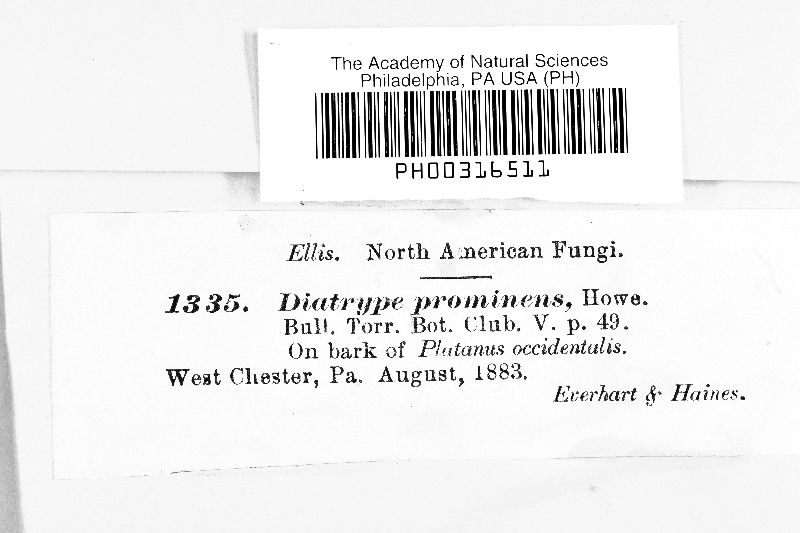 The Academy of Natural Sciences
Philadelphia, PA USA (PH)
PH00316511
Ellis. North American Fungi.
1335. Diatrype prominens, Howe.
Bull. Torr. Bot. Club. V. p. 49.
On bark of Platanus occidentalis.
West Chester, Pa. August, 1883.
Everhart & Haines.